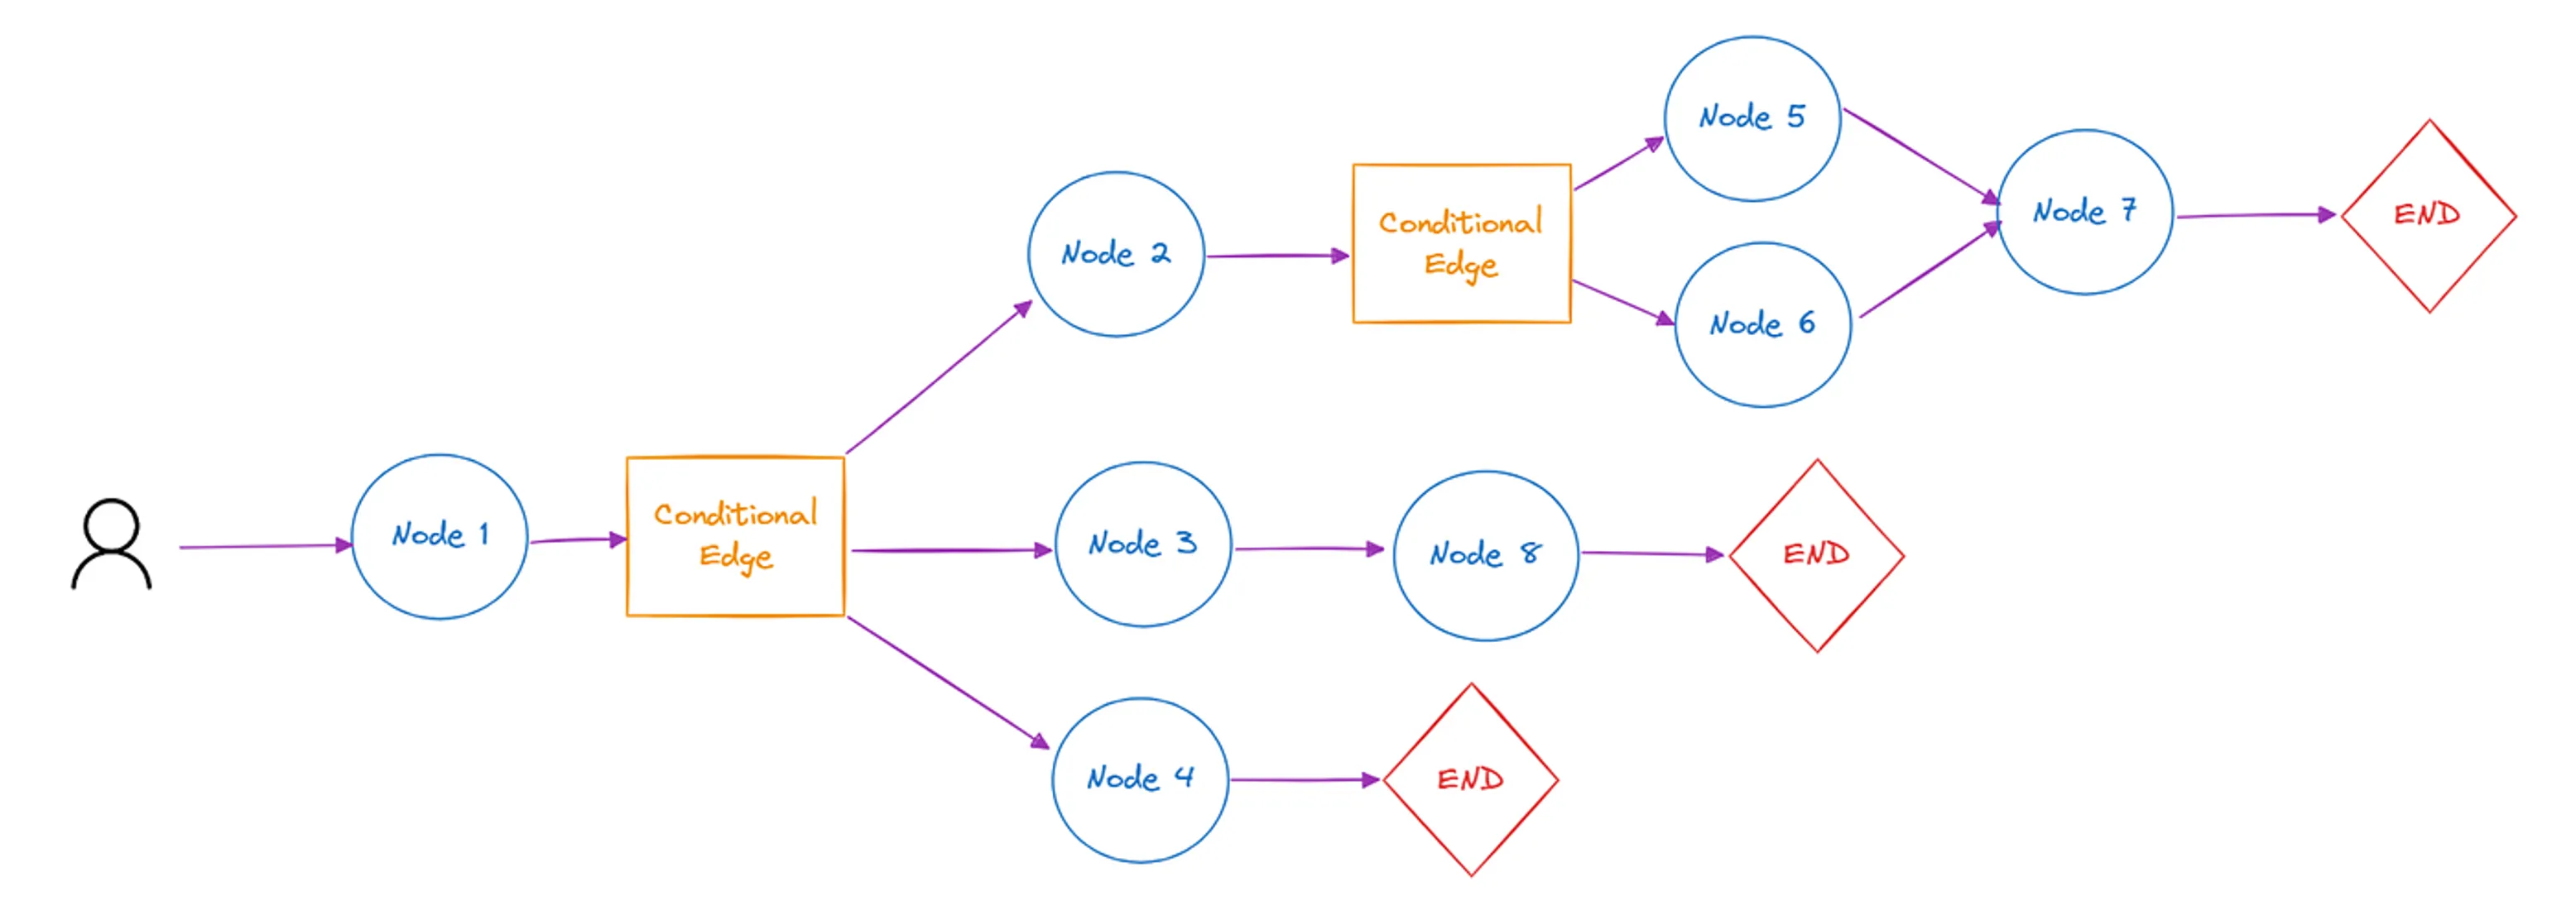 Node 5
Node 7
END
Node 2
Conditional
Edge
Node 6
Node 1
Conditional
Edge
Node 3
Node 8
END
Node 4
END